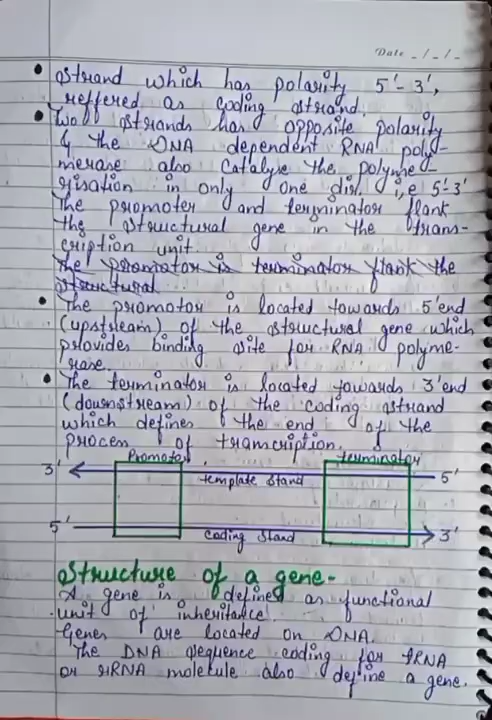 Date _/_/_
• Strand which has polarity 5'-3',
reffered as coding strand.
• Both strands has opposite polarity
& the DNA dependent RNA poly-
merase also catalyse the polyme-
risation in only one dir. i,e 5'-3'
The promoter and terminator flank
the structural gene in the trans-
cription unit.
The promotor is terminator flank the
structural
• The promotor is located towards 5'end
(upstream) of the structural gene which
provides binding site for RNA polyme-
rase.
• The terminator is located towards 3'end
(downstream) of the coding strand
which defines the end of the
process of transcription.
Promotor terminator
3' template Stand 5'
5' Coding Stand 3'
Structure of a gene-
A gene is defined as functional
unit of inheritance.
Genes are located on DNA.
The DNA sequence coding for tRNA
or rRNA molecule also define a gene.